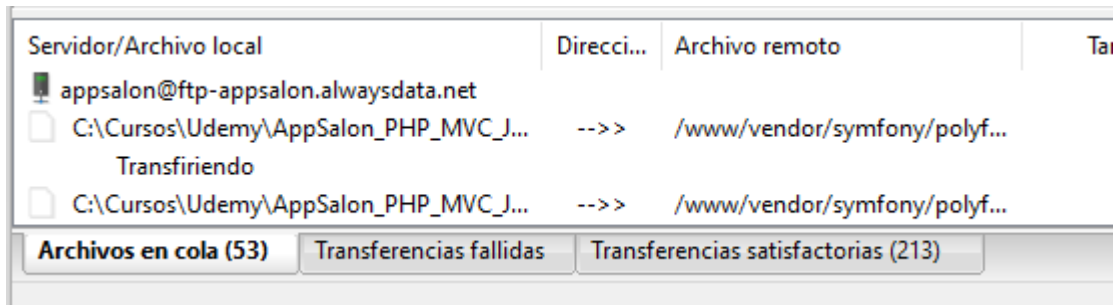 Servidor/Archivo local Direcci... Archivo remoto Tar
appsalon@ftp-appsalon.alwaysdata.net
C:\Cursos\Udemy\AppSalon_PHP_MVC_J... -->> /www/vendor/symfony/polyf...
Transfiriendo
C:\Cursos\Udemy\AppSalon_PHP_MVC_J... -->> /www/vendor/symfony/polyf...
Archivos en cola (53) Transferencias fallidas Transferencias satisfactorias (213)